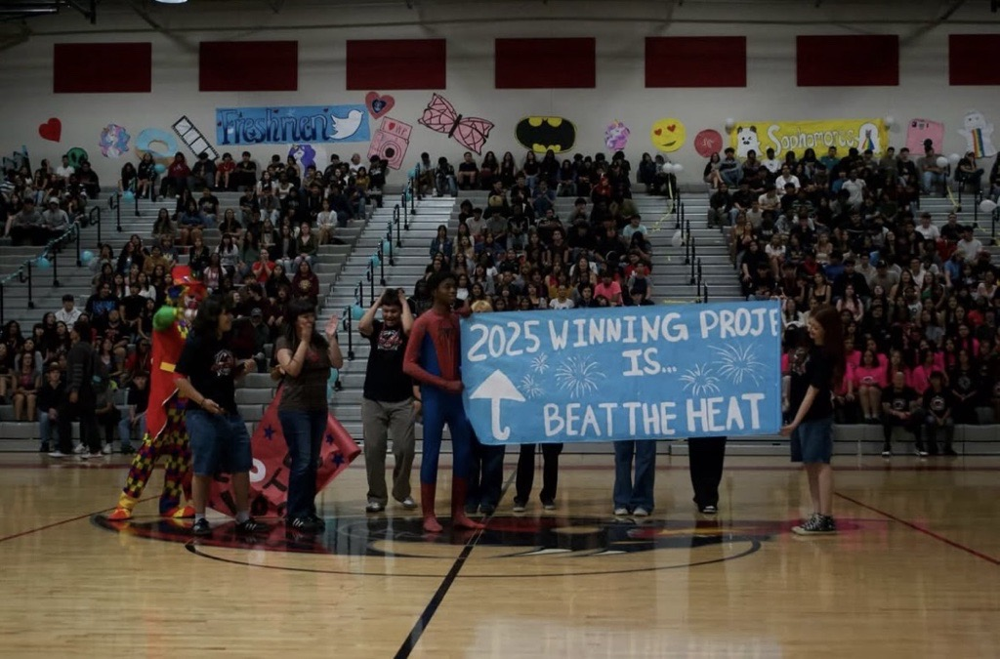 Freshmen
Sophomores
2025 WINNING PROJE
IS...
BEAT THE HEAT